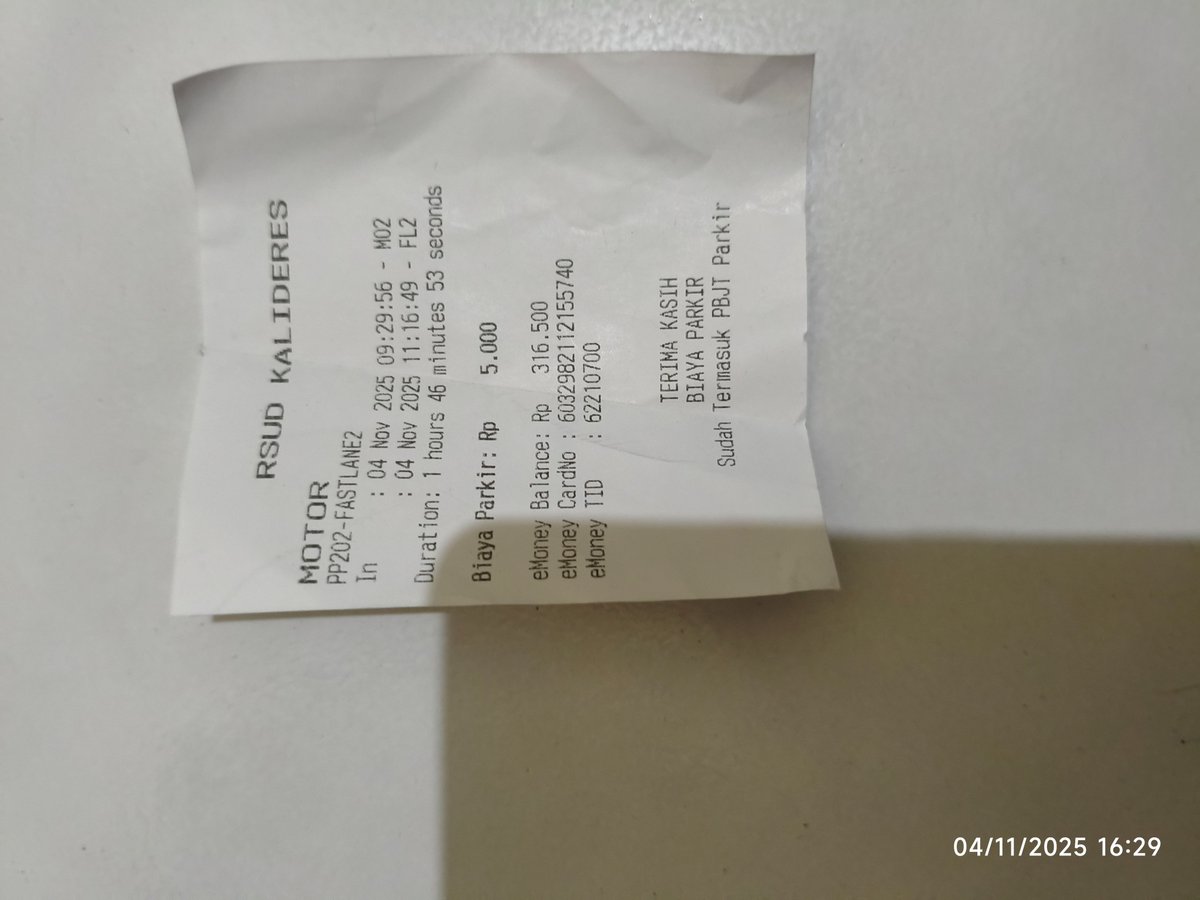 RSUD KALIDERES
MOTOR
PP202-FASTLANE2
In : 04 Nov 2025 09:29:56 - M02
: 04 Nov 2025 11:16:49 - FL2
Duration: 1 hours 46 minutes 53 seconds
Biaya Parkir: Rp 5.000
eMoney Balance: Rp 316.500
eMoney CardNo : 6032982112155740
eMoney TID : 62210700
TERIMA KASIH
BIAYA PARKIR
Sudah Termasuk PBJT Parkir
04/11/2025 16:29